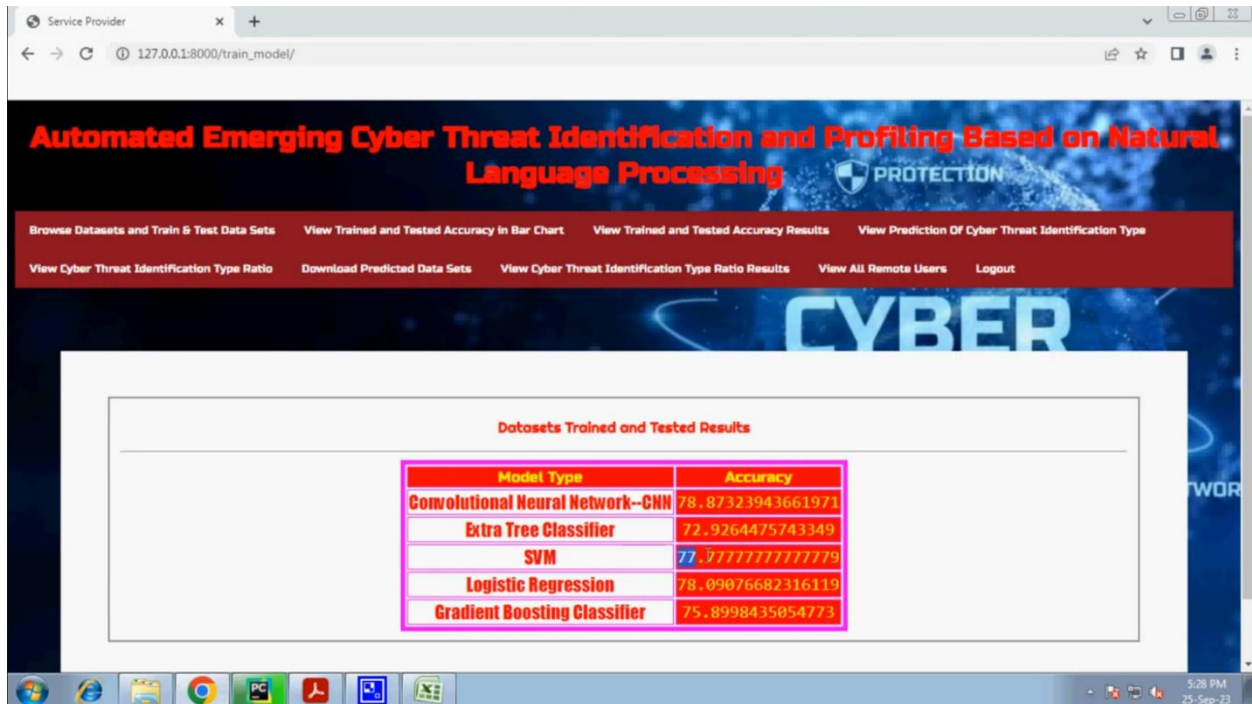 Service Provider
127.0.0.1:8000/train_model/
Automated Emerging Cyber Threat Identification and Profiling Based on Natural
Language Processing
PROTECTION
Browse Datasets and Train & Test Data Sets View Trained and Tested Accuracy in Bar Chart View Trained and Tested Accuracy Results View Prediction Of Cyber Threat Identification Type
View Cyber Threat Identification Type Ratio Download Predicted Data Sets View Cyber Threat Identification Type Ratio Results View All Remote Users Logout
CYBER
TWOR
Datasets Trained and Tested Results
Model Type Accuracy
Convolutional Neural Network--CNN 78.87323943661971
Extra Tree Classifier 72.9264475743349
SVM 77.77777777777779
Logistic Regression 78.09076682316119
Gradient Boosting Classifier 75.8998435054773
PC
5:28 PM
25-Sep-23